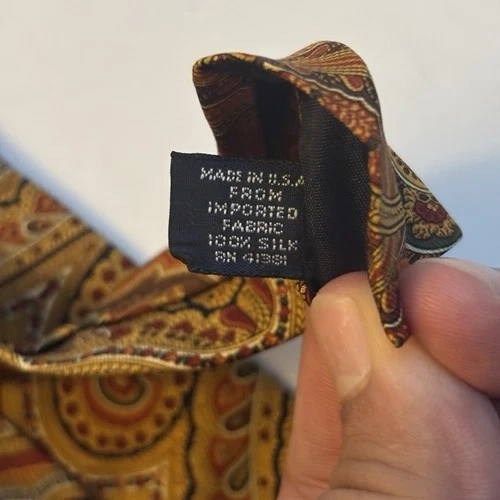 MADE IN U.S.A
FROM
IMPORTED
FABRIC
100% SILK
RN 41381